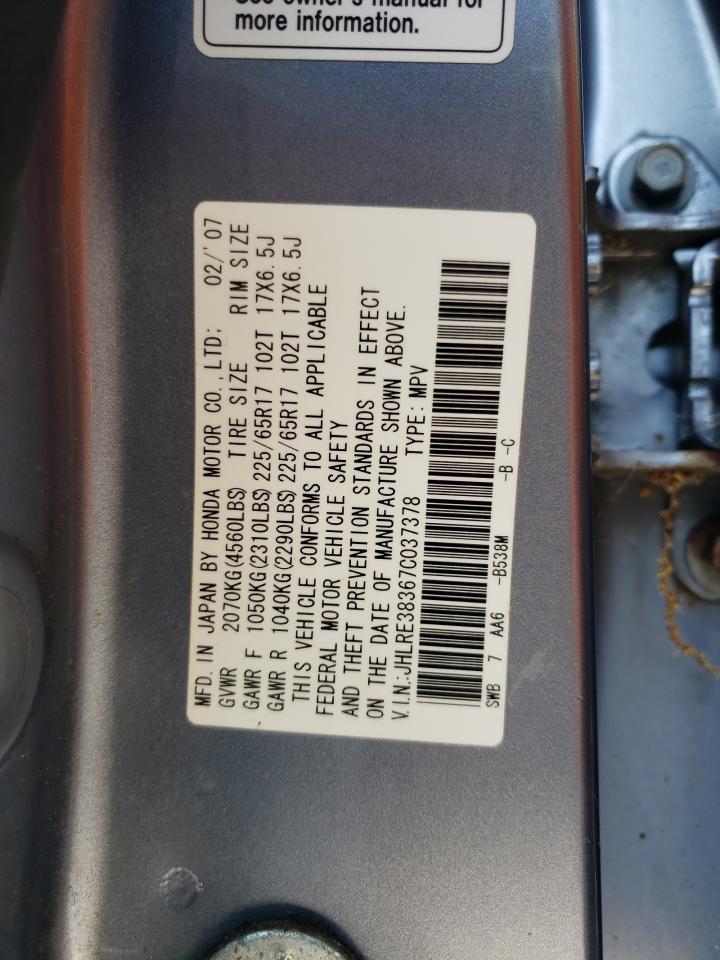 more information.
MFD. IN JAPAN BY HONDA MOTOR CO., LTD: 02/'07
GVWR 2070KG(4560LBS) TIRE SIZE RIM SIZE
GAWR F 1050KG(2310LBS) 225/65R17 102T 17X6.5J
GAWR R 1040KG(2290LBS) 225/65R17 102T 17X6.5J
THIS VEHICLE CONFORMS TO ALL APPLICABLE
FEDERAL MOTOR VEHICLE SAFETY
AND THEFT PREVENTION STANDARDS IN EFFECT
ON THE DATE OF MANUFACTURE SHOWN ABOVE.
V.I.N.:JHLRE38367C037378 TYPE: MPV
SWB 7 AA6 -B538M -B -C